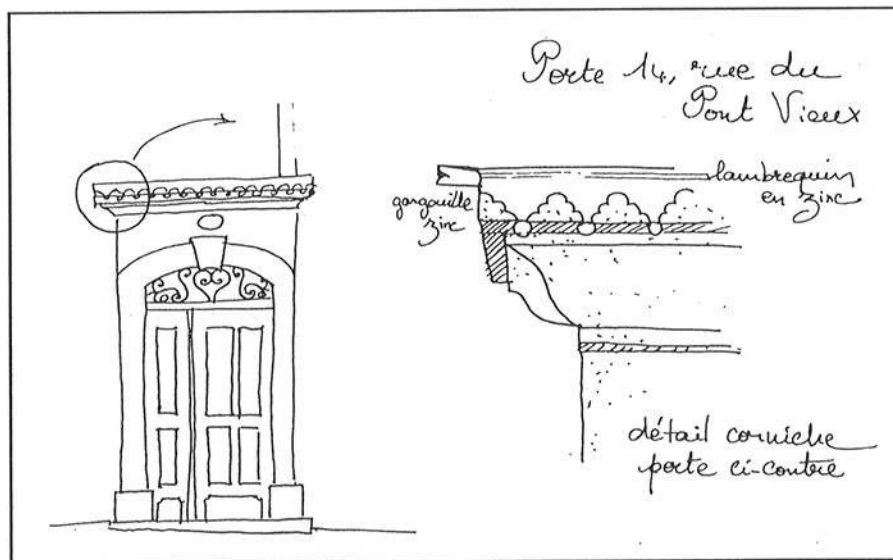 Porte 14, rue du
Pont Vieux
lambrequin
en zinc
gargouille
zinc
détail corniche
porte ci-contre